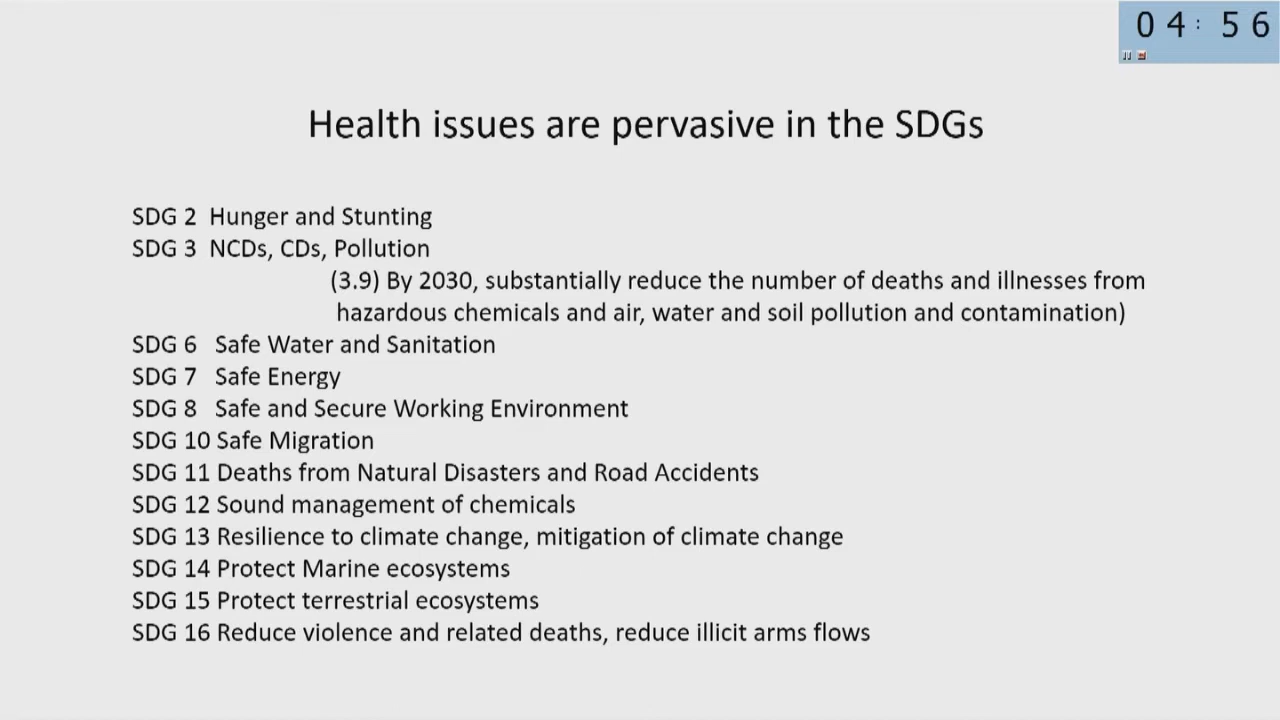 04:56
Health issues are pervasive in the SDGs
SDG 2 Hunger and Stunting
SDG 3 NCDs, CDs, Pollution
(3.9) By 2030, substantially reduce the number of deaths and illnesses from
hazardous chemicals and air, water and soil pollution and contamination)
SDG 6 Safe Water and Sanitation
SDG 7 Safe Energy
SDG 8 Safe and Secure Working Environment
SDG 10 Safe Migration
SDG 11 Deaths from Natural Disasters and Road Accidents
SDG 12 Sound management of chemicals
SDG 13 Resilience to climate change, mitigation of climate change
SDG 14 Protect Marine ecosystems
SDG 15 Protect terrestrial ecosystems
SDG 16 Reduce violence and related deaths, reduce illicit arms flows